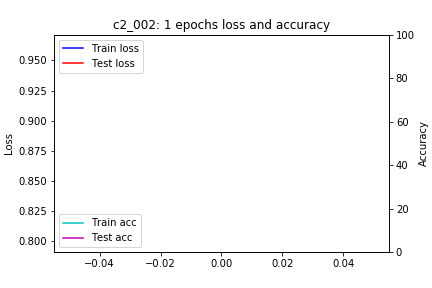 c2_002: 1 epochs loss and accuracy
Train loss
Test loss
Train acc
Test acc
Loss
0.950
0.925
0.900
0.875
0.850
0.825
0.800
Accuracy
100
80
60
40
20
0
−0.04
−0.02
0.00
0.02
0.04